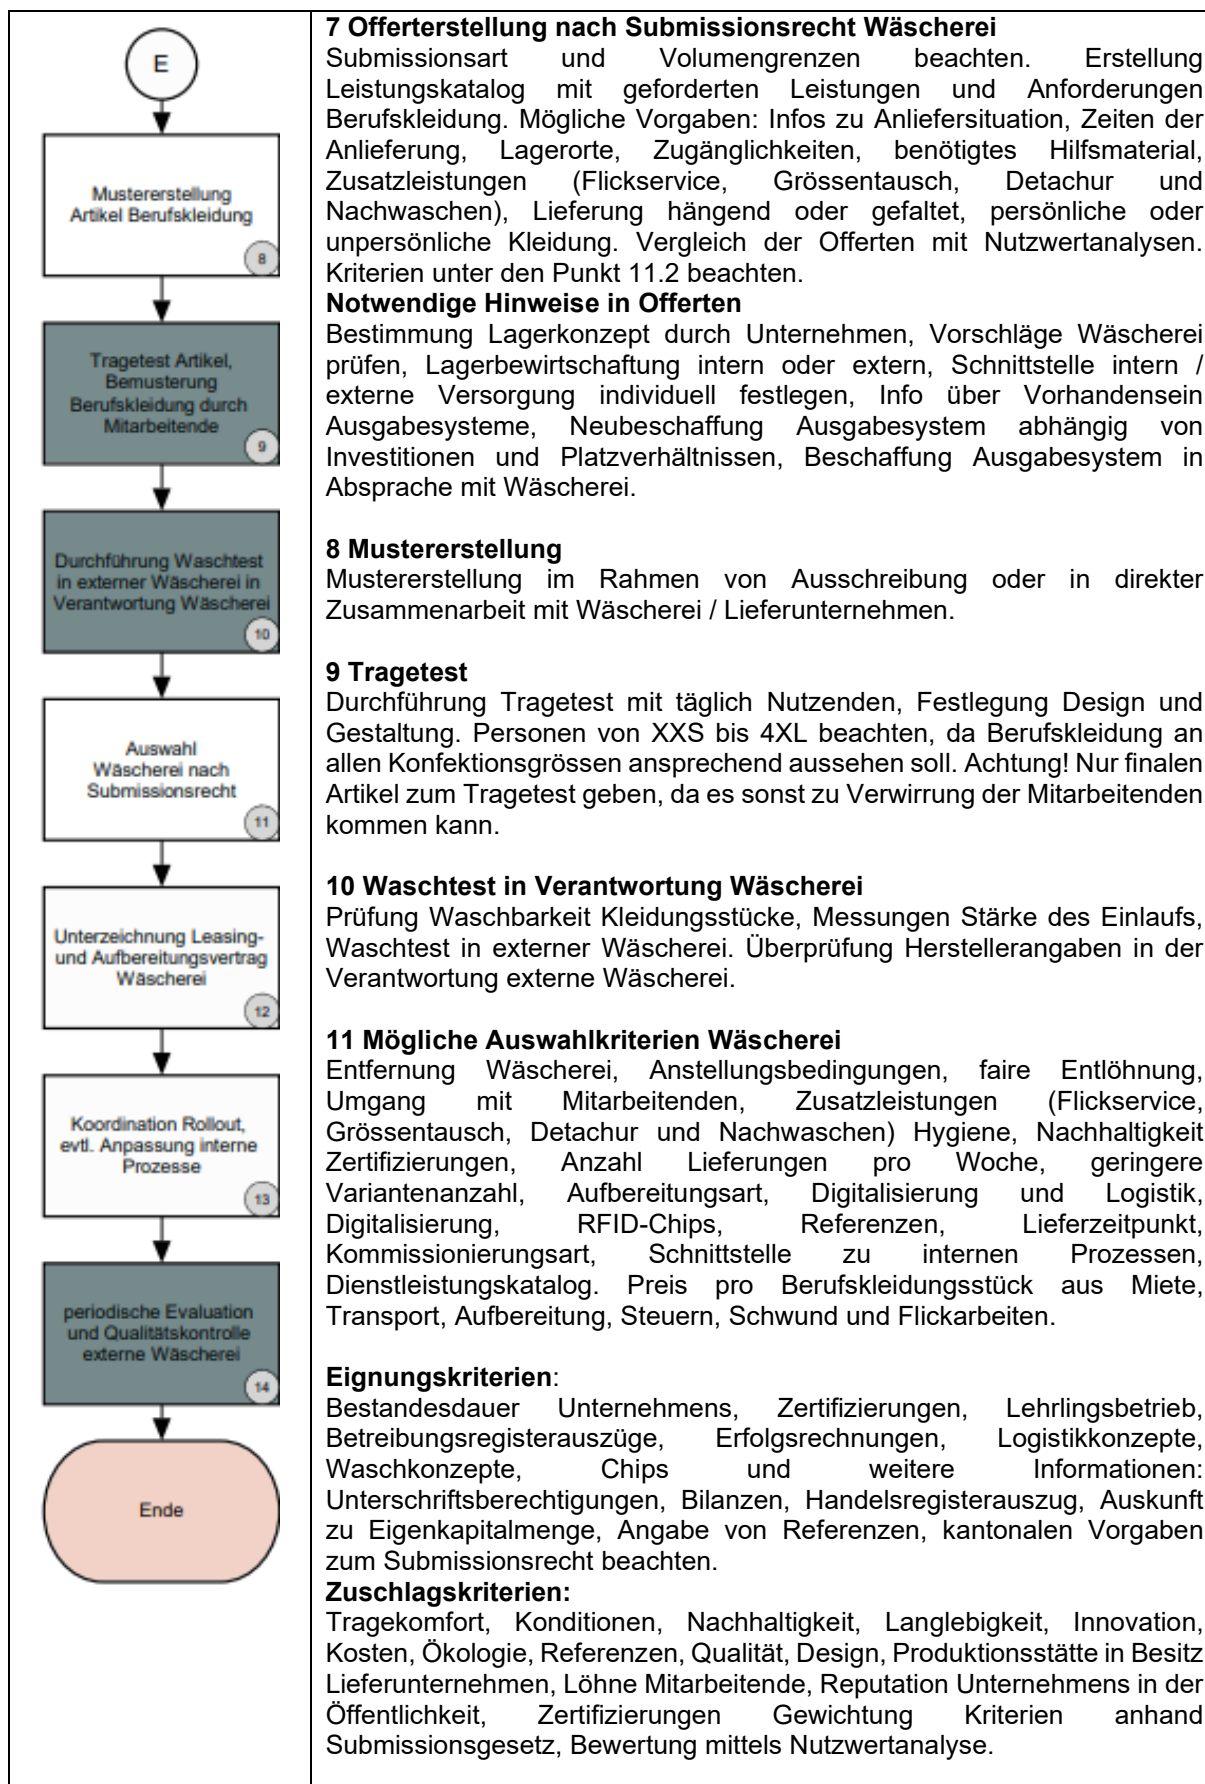 E
Mustererstellung
Artikel Berufskleidung
8
Tragetest Artikel,
Bemusterung
Berufskleidung durch
Mitarbeitende
9
Durchführung Waschtest
in externer Wäscherei in
Verantwortung Wäscherei
10
Auswahl
Wäscherei nach
Submissionsrecht
11
Unterzeichnung Leasing-
und Aufbereitungsvertrag
Wäscherei
12
Koordination Rollout,
evtl. Anpassung interne
Prozesse
13
periodische Evaluation
und Qualitätskontrolle
externe Wäscherei
14
Ende
7 Offerterstellung nach Submissionsrecht Wäscherei
Submissionsart und Volumengrenzen beachten. Erstellung
Leistungskatalog mit geforderten Leistungen und Anforderungen
Berufskleidung. Mögliche Vorgaben: Infos zu Anliefersituation, Zeiten der
Anlieferung, Lagerorte, Zugänglichkeiten, benötigtes Hilfsmaterial,
Zusatzleistungen (Flickservice, Grössentausch, Detachur und
Nachwaschen), Lieferung hängend oder gefaltet, persönliche oder
unpersönliche Kleidung. Vergleich der Offerten mit Nutzwertanalysen.
Kriterien unter den Punkt 11.2 beachten.
Notwendige Hinweise in Offerten
Bestimmung Lagerkonzept durch Unternehmen, Vorschläge Wäscherei
prüfen, Lagerbewirtschaftung intern oder extern, Schnittstelle intern /
externe Versorgung individuell festlegen, Info über Vorhandensein
Ausgabesysteme, Neubeschaffung Ausgabesystem abhängig von
Investitionen und Platzverhältnissen, Beschaffung Ausgabesystem in
Absprache mit Wäscherei.
8 Mustererstellung
Mustererstellung im Rahmen von Ausschreibung oder in direkter
Zusammenarbeit mit Wäscherei / Lieferunternehmen.
9 Tragetest
Durchführung Tragetest mit täglich Nutzenden, Festlegung Design und
Gestaltung. Personen von XXS bis 4XL beachten, da Berufskleidung an
allen Konfektionsgrössen ansprechend aussehen soll. Achtung! Nur finalen
Artikel zum Tragetest geben, da es sonst zu Verwirrung der Mitarbeitenden
kommen kann.
10 Waschtest in Verantwortung Wäscherei
Prüfung Waschbarkeit Kleidungsstücke, Messungen Stärke des Einlaufs,
Waschtest in externer Wäscherei. Überprüfung Herstellerangaben in der
Verantwortung externe Wäscherei.
11 Mögliche Auswahlkriterien Wäscherei
Entfernung Wäscherei, Anstellungsbedingungen, faire Entlöhnung,
Umgang mit Mitarbeitenden, Zusatzleistungen (Flickservice,
Grössentausch, Detachur und Nachwaschen) Hygiene, Nachhaltigkeit
Zertifizierungen, Anzahl Lieferungen pro Woche, geringere
Variantenanzahl, Aufbereitungsart, Digitalisierung und Logistik,
Digitalisierung, RFID-Chips, Referenzen, Lieferzeitpunkt,
Kommissionierungsart, Schnittstelle zu internen Prozessen,
Dienstleistungskatalog. Preis pro Berufskleidungsstück aus Miete,
Transport, Aufbereitung, Steuern, Schwund und Flickarbeiten.
Eignungskriterien:
Bestandesdauer Unternehmens, Zertifizierungen, Lehrlingsbetrieb,
Betreibungsregisterauszüge, Erfolgsrechnungen, Logistikkonzepte,
Waschkonzepte, Chips und weitere Informationen:
Unterschriftsberechtigungen, Bilanzen, Handelsregisterauszug, Auskunft
zu Eigenkapitalmenge, Angabe von Referenzen, kantonalen Vorgaben
zum Submissionsrecht beachten.
Zuschlagskriterien:
Tragekomfort, Konditionen, Nachhaltigkeit, Langlebigkeit, Innovation,
Kosten, Ökologie, Referenzen, Qualität, Design, Produktionsstätte in Besitz
Lieferunternehmen, Löhne Mitarbeitende, Reputation Unternehmens in der
Öffentlichkeit, Zertifizierungen Gewichtung Kriterien anhand
Submissionsgesetz, Bewertung mittels Nutzwertanalyse.